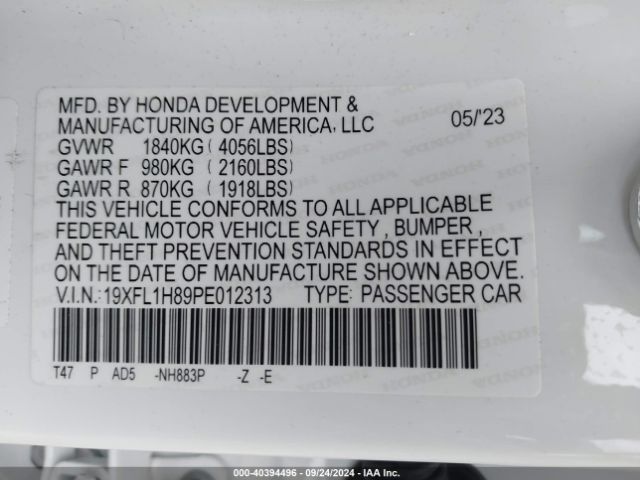 MFD. BY HONDA DEVELOPMENT &
MANUFACTURING OF AMERICA, LLC 05/'23
GVWR 1840KG ( 4056LBS)
GAWR F 980KG ( 2160LBS)
GAWR R 870KG ( 1918LBS)
THIS VEHICLE CONFORMS TO ALL APPLICABLE
FEDERAL MOTOR VEHICLE SAFETY , BUMPER ,
AND THEFT PREVENTION STANDARDS IN EFFECT
ON THE DATE OF MANUFACTURE SHOWN ABOVE.
V.I.N.:19XFL1H89PE012313 TYPE: PASSENGER CAR
T47 P AD5 -NH883P -Z -E
000-40394496 - 09/24/2024 - IAAI.COM